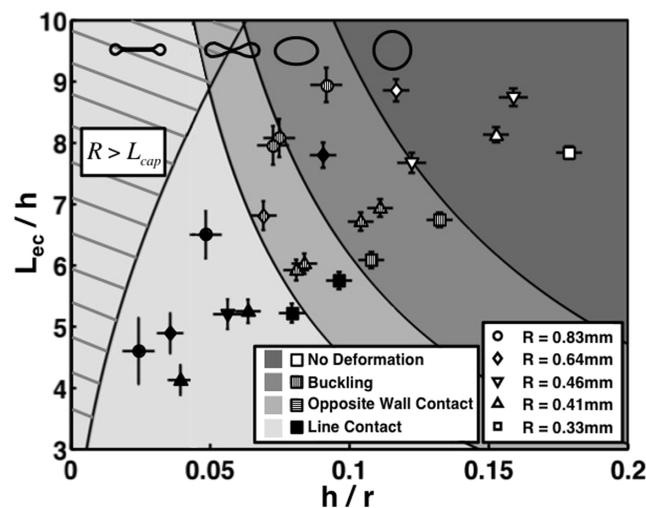 10
9
8
7
6
5
4
3
L_ec / h
R > L_cap
No Deformation
Buckling
Opposite Wall Contact
Line Contact
R = 0.83mm
R = 0.64mm
R = 0.46mm
R = 0.41mm
R = 0.33mm
0 0.05 0.1 0.15 0.2
h / r